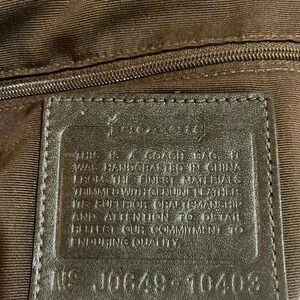 COACH
THIS IS A COACH BAG. IT
WAS HANDCRAFTED IN CHINA
FROM THE FINEST MATERIALS
TRIMMED WITH GENUINE LEATHER
ITS SUPERIOR CRAFTSMANSHIP
AND ATTENTION TO DETAIL
REFLECT OUR COMMITMENT TO
ENDURING QUALITY.
Nº J0649-10403